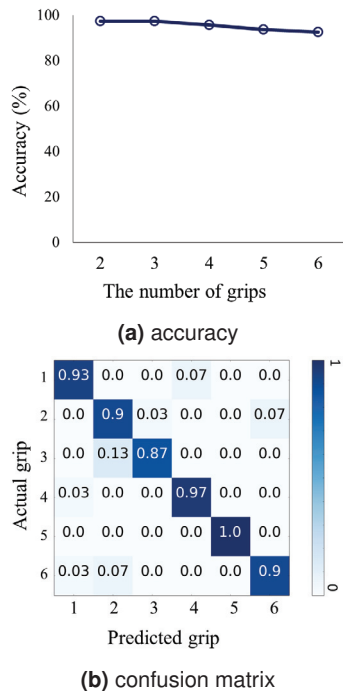 100
80
60
40
20
0
Accuracy (%)
2 3 4 5 6
The number of grips
(a) accuracy
1 0.93 0.0 0.0 0.07 0.0 0.0
2 0.0 0.9 0.03 0.0 0.0 0.07
3 0.0 0.13 0.87 0.0 0.0 0.0
4 0.03 0.0 0.0 0.97 0.0 0.0
5 0.0 0.0 0.0 0.0 1.0 0.0
6 0.03 0.07 0.0 0.0 0.0 0.9
Actual grip
1 2 3 4 5 6
Predicted grip
1
0
(b) confusion matrix